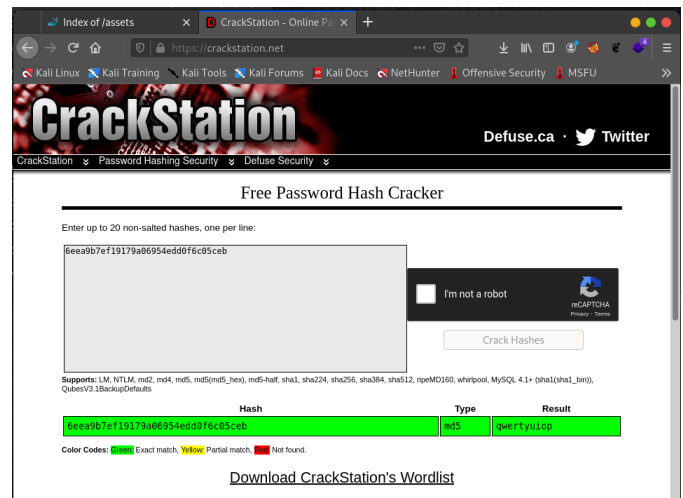 Index of /assets
CrackStation - Online Pas
https://crackstation.net
Kali Linux Kali Training Kali Tools Kali Forums Kali Docs NetHunter Offensive Security MSFU
CrackStation
Defuse.ca · Twitter
CrackStation Password Hashing Security Defuse Security
Free Password Hash Cracker
Enter up to 20 non-salted hashes, one per line:
6eea9b7ef19179a06954edd0f6c05ceb
I'm not a robot
reCAPTCHA
Privacy - Terms
Crack Hashes
Supports: LM, NTLM, md2, md4, md5, md5(md5_hex), md5-half, sha1, sha224, sha256, sha384, sha512, ripeMD160, whirlpool, MySQL 4.1+ (sha1(sha1_bin)),
QubesV3.1BackupDefaults
Hash Type Result
6eea9b7ef19179a06954edd0f6c05ceb md5 qwertyuiop
Color Codes: Green: Exact match, Yellow: Partial match, Red: Not found.
Download CrackStation's Wordlist